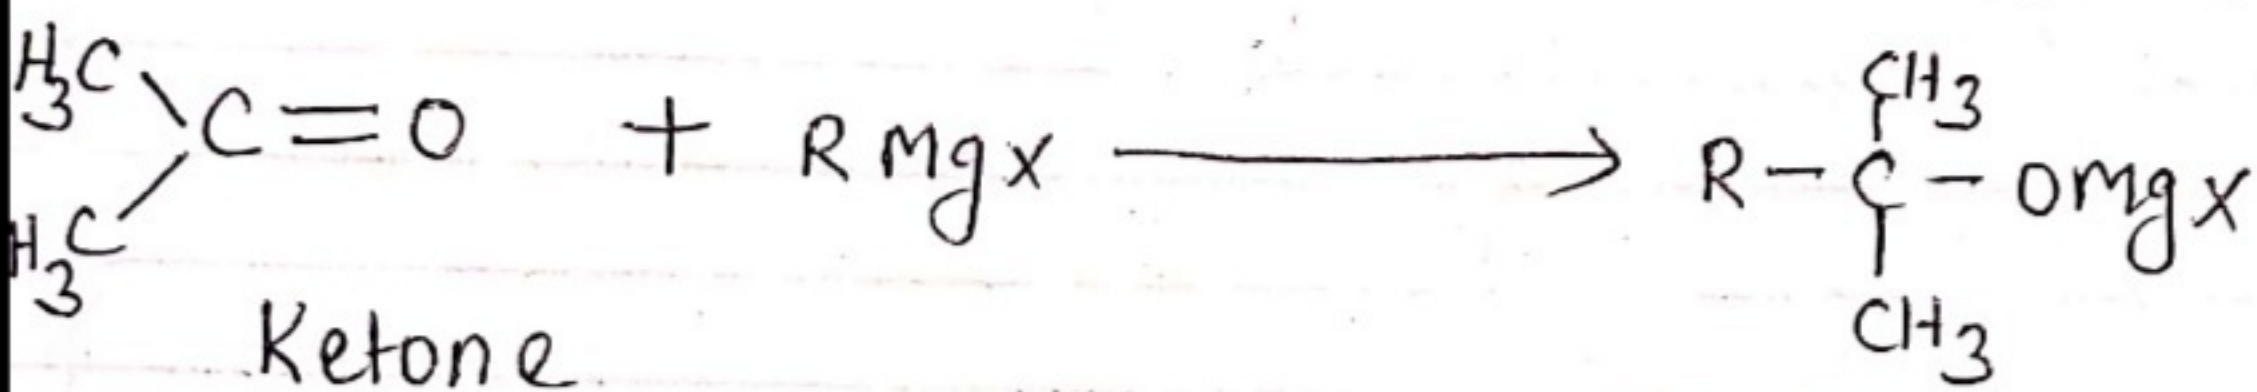 H3C
CH3
C=O + RMgx ⟶ R-C-OMgx
H3C
CH3
Ketone